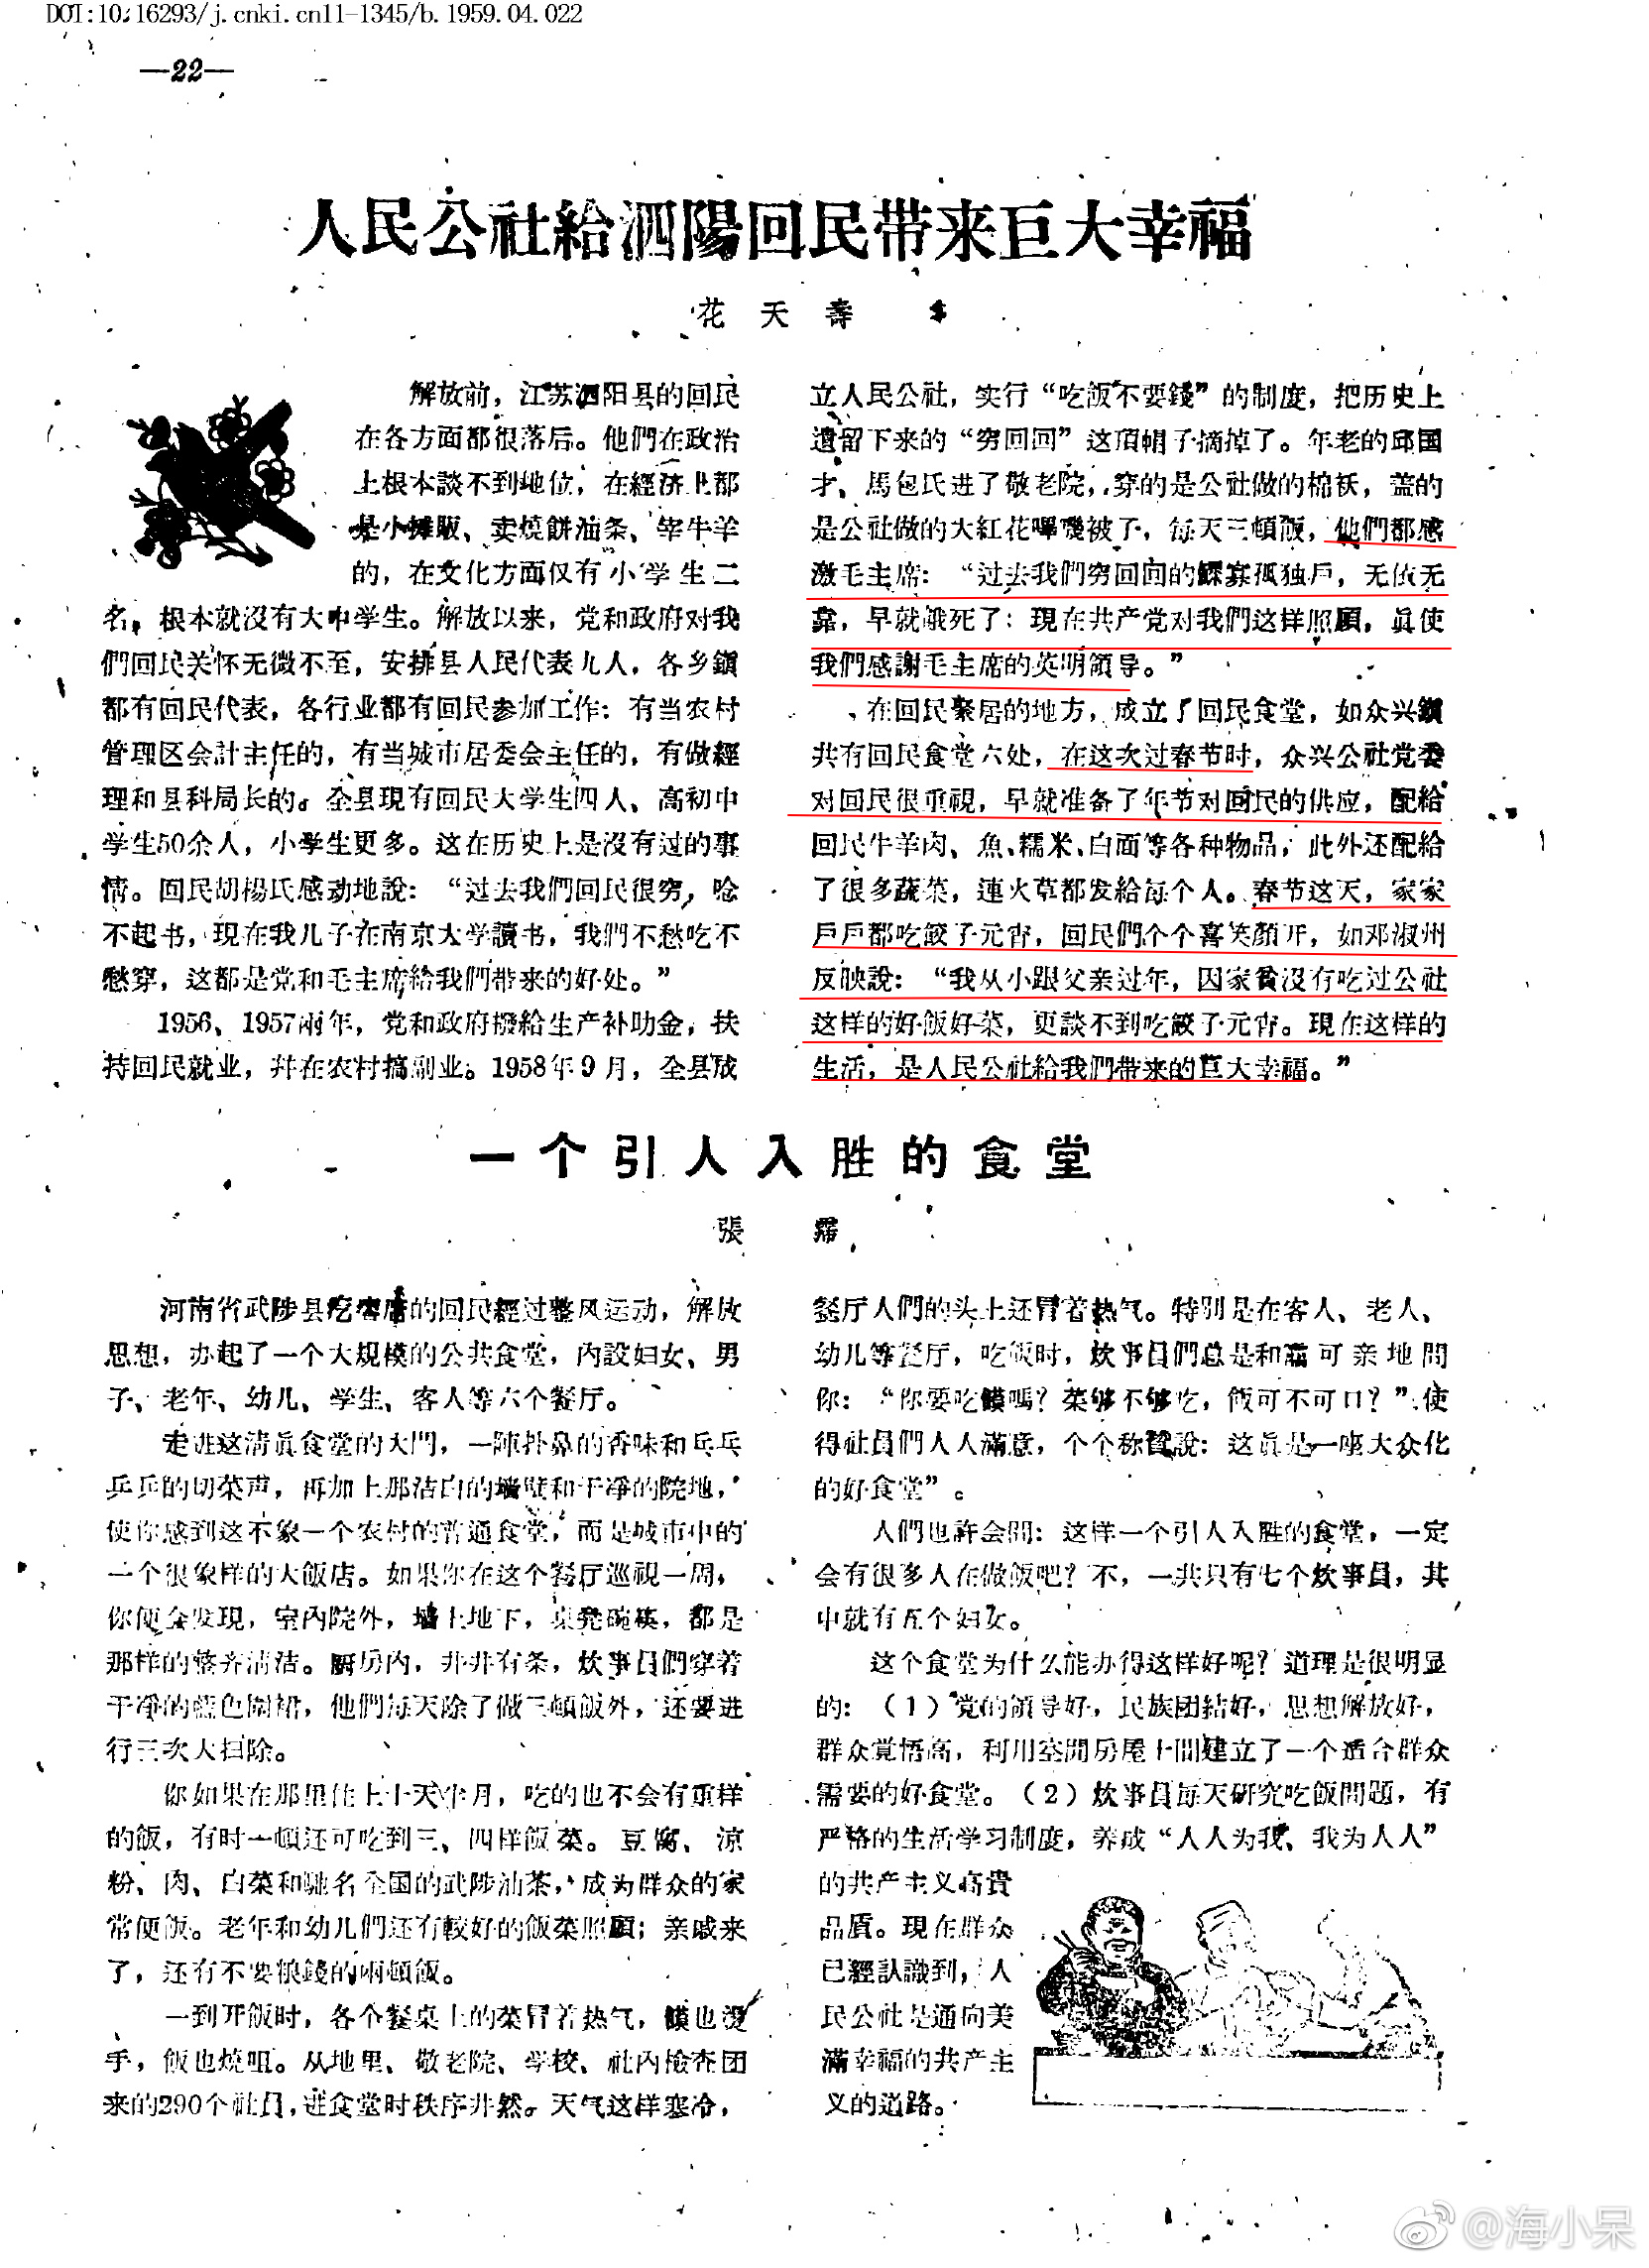 DOI:10.16293/j.cnki.cn11-1345/b.1959.04.022
—22—
人民公社給泗陽回民带来巨大幸福
花天壽
解放前，江苏泗阳县的回民
在各方面都很落后。他們在政治
上根本談不到地位，在經济上都
是小摊販、卖燒餅油条、宰牛羊
的，在文化方面仅有小学生二
名，根本就沒有大中学生。解放以来，党和政府对我
們回民关怀无微不至，安排县人民代表九人，各乡鎭
都有回民代表，各行业都有回民参加工作：有当农村
管理区会計主任的，有当城市居委会主任的，有做經
理和县科局长的。全县現有回民大学生四人、高初中
学生50余人，小学生更多。这在历史上是沒有过的事
情。回民胡楊氏感动地說：“过去我們回民很穷，唸
不起书，現在我儿子在南京大学讀书，我們不愁吃不
愁穿，这都是党和毛主席給我們带来的好处。”
1956、1957兩年，党和政府撥給生产补助金，扶
持回民就业，幷在农村搞副业。1958年9月，全县成
立人民公社，实行“吃飯不要錢”的制度，把历史上
遺留下来的“穷回回”这頂帽子摘掉了。年老的邱国
才、馬包氏进了敬老院，穿的是公社做的棉袄，盖的
是公社做的大紅花嗶嘰被子，每天三頓飯，他們都感
激毛主席：“过去我們穷回回的鰥寡孤独戶，无依无
靠，早就餓死了；現在共产党对我們这样照顧，眞使
我們感謝毛主席的英明領导。”
在回民聚居的地方，成立了回民食堂，如众兴鎭
共有回民食堂六处，在这次过春节时，众兴公社党委
对回民很重視，早就准备了年节对回民的供应，配給
回民牛羊肉、魚、糯米、白面等各种物品，此外还配給
了很多蔬菜，連火草都发給每个人。春节这天，家家
戶戶都吃餃子元宵，回民們个个喜笑顏开，如邓淑州
反映說：“我从小跟父亲过年，因家貧沒有吃过公社
这样的好飯好菜，更談不到吃餃子元宵。現在这样的
生活，是人民公社給我們带来的巨大幸福。”
一个引人入胜的食堂
張霈
河南省武陟县的回民經过整风运动，解放
思想，办起了一个大規模的公共食堂，內設妇女、男
子、老年、幼儿、学生、客人等六个餐厅。
走进这清眞食堂的大門，一陣扑鼻的香味和乓乓
乒乒的切菜声，再加上那洁白的墙壁和干净的院地，
使你感到这不象一个农村的普通食堂，而是城市中的
一个很象样的大飯店。如果你在这个餐厅巡視一周，
你便会发現，室內院外，墙上地下，桌凳碗筷，都是
那样的整齐清洁。厨房內，井井有条，炊事員們穿着
干净的藍色围裙，他們每天除了做三頓飯外，还要进
行三次大扫除。
你如果在那里住上十天半月，吃的也不会有重样
的飯，有时一頓还可吃到三、四样飯菜。豆腐、凉
粉、肉、白菜和馳名全国的武陟油茶，成为群众的家
常便飯。老年和幼儿們还有較好的飯菜照顧；亲戚来
了，还有不要粮錢的兩頓飯。
一到开飯时，各个餐桌上的菜冒着热气，饃也燙
手，飯也燒咀。从地里、敬老院、学校、社內檢查团
来的290个社員，进食堂时秩序井然。天气这样寒冷，
餐厅人們的头上还冒着热气。特别是在客人、老人、
幼儿等餐厅，吃飯时，炊事員們总是和藹可亲地問
你：“你要吃饃嗎？菜够不够吃，飯可不可口？”使
得社員們人人滿意，个个称贊說：这眞是一座大众化
的好食堂”。
人們也許会問：这样一个引人入胜的食堂，一定
会有很多人在做飯吧？不，一共只有七个炊事員，其
中就有五个妇女。
这个食堂为什么能办得这样好呢？道理是很明显
的：（1）党的領导好，民族团結好，思想解放好，
群众覚悟高，利用空閒房屋十間建立了一个适合群众
需要的好食堂。（2）炊事員每天研究吃飯問題，有
严格的生活学习制度，养成“人人为我、我为人人”
的共产主义高貴
品质。現在群众
已經认識到，人
民公社是通向美
滿幸福的共产主
义的道路。
@海小呆